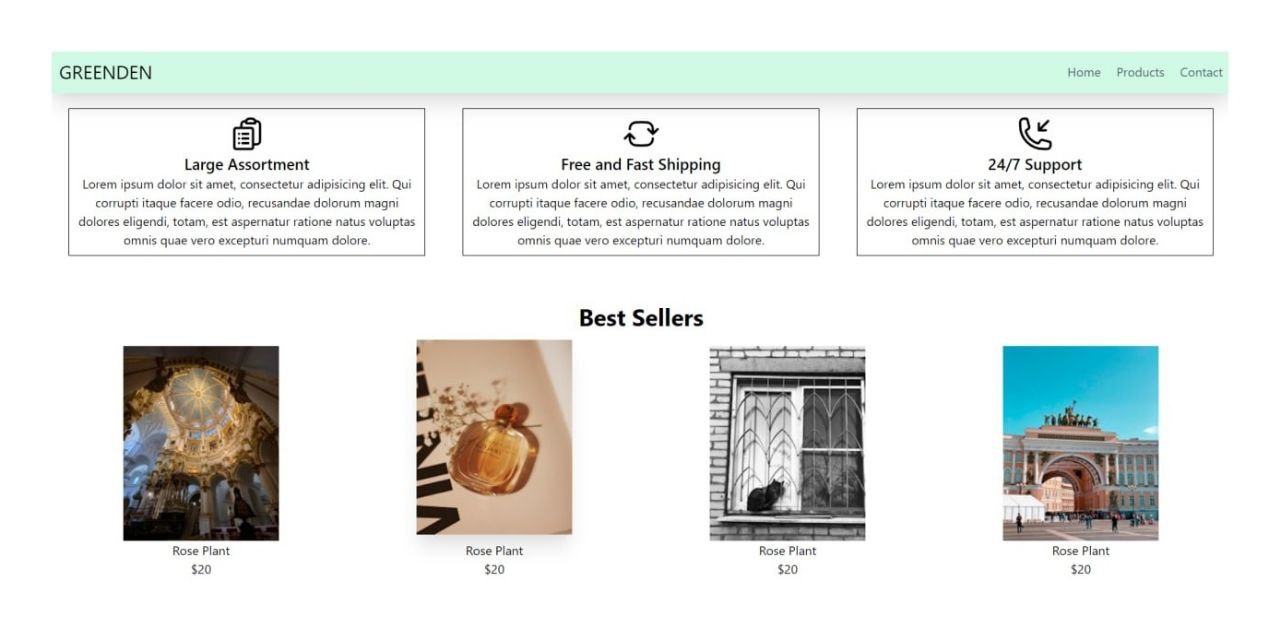 GREENDEN
Home Products Contact
Large Assortment
Lorem ipsum dolor sit amet, consectetur adipisicing elit. Qui
corrupti itaque facere odio, recusandae dolorum magni
dolores eligendi, totam, est aspernatur ratione natus voluptas
omnis quae vero excepturi numquam dolore.
Free and Fast Shipping
Lorem ipsum dolor sit amet, consectetur adipisicing elit. Qui
corrupti itaque facere odio, recusandae dolorum magni
dolores eligendi, totam, est aspernatur ratione natus voluptas
omnis quae vero excepturi numquam dolore.
24/7 Support
Lorem ipsum dolor sit amet, consectetur adipisicing elit. Qui
corrupti itaque facere odio, recusandae dolorum magni
dolores eligendi, totam, est aspernatur ratione natus voluptas
omnis quae vero excepturi numquam dolore.
Best Sellers
Rose Plant
$20
Rose Plant
$20
Rose Plant
$20
Rose Plant
$20